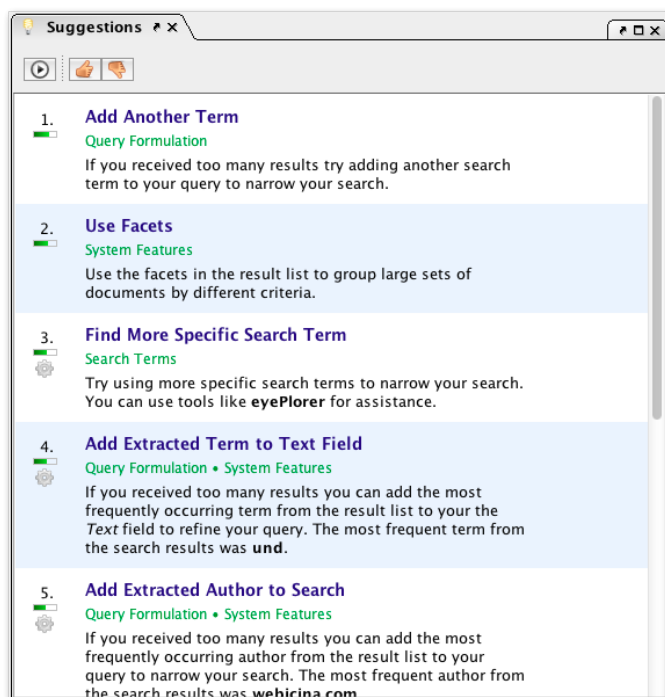 Suggestions
1.
Add Another Term
Query Formulation
If you received too many results try adding another search
term to your query to narrow your search.
2.
Use Facets
System Features
Use the facets in the result list to group large sets of
documents by different criteria.
3.
Find More Specific Search Term
Search Terms
Try using more specific search terms to narrow your search.
You can use tools like eyePlorer for assistance.
4.
Add Extracted Term to Text Field
Query Formulation • System Features
If you received too many results you can add the most
frequently occurring term from the result list to your the
Text field to refine your query. The most frequent term from
the search results was und.
5.
Add Extracted Author to Search
Query Formulation • System Features
If you received too many results you can add the most
frequently occurring author from the result list to your
query to narrow your search. The most frequent author from
the search results was webicina.com